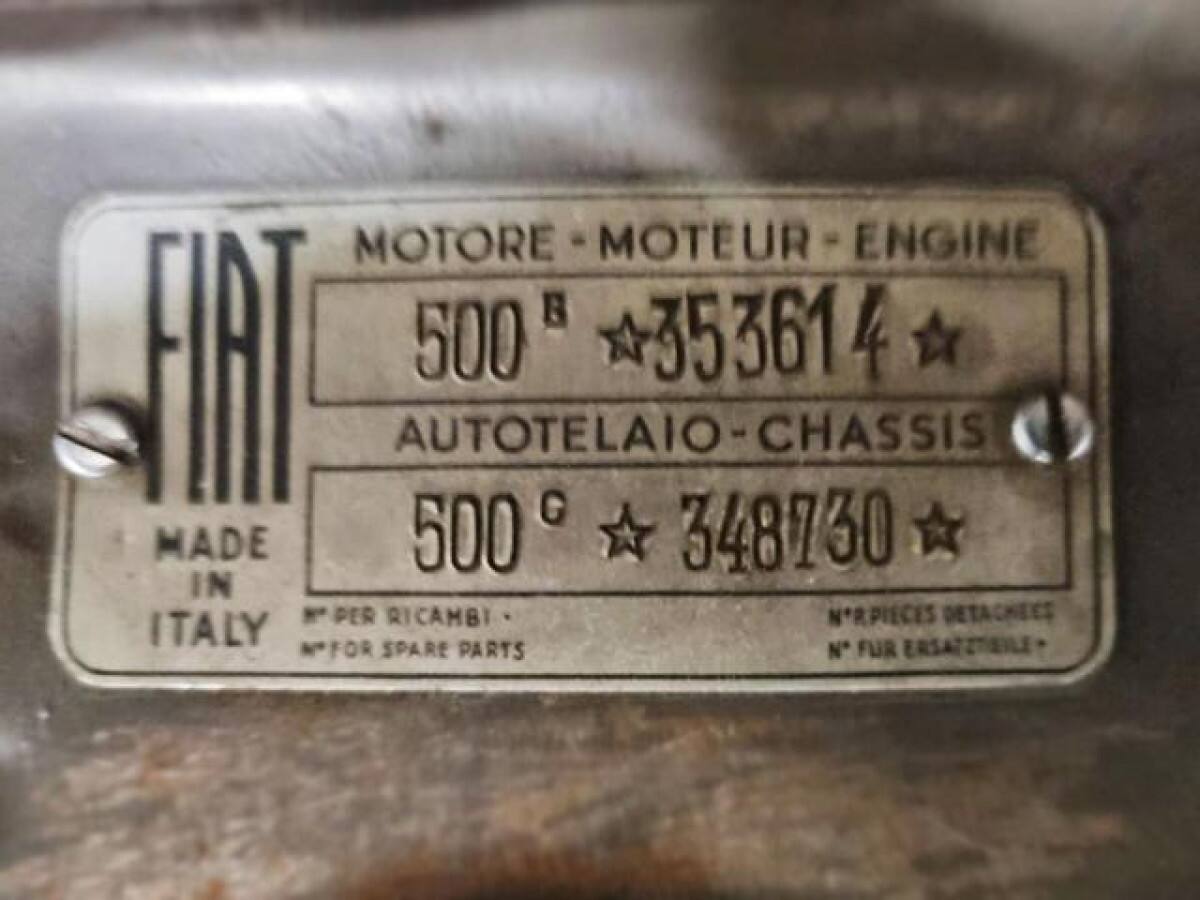 FIAT
MADE
IN
ITALY
MOTORE - MOTEUR - ENGINE
500 B ☆353614☆
AUTOTELAIO - CHASSIS
500 G ☆ 348730☆
Nº PER RICAMBI -
Nº FOR SPARE PARTS
Nº P. PIECES DETACHEES
Nº FUR ERSATZTEILE -